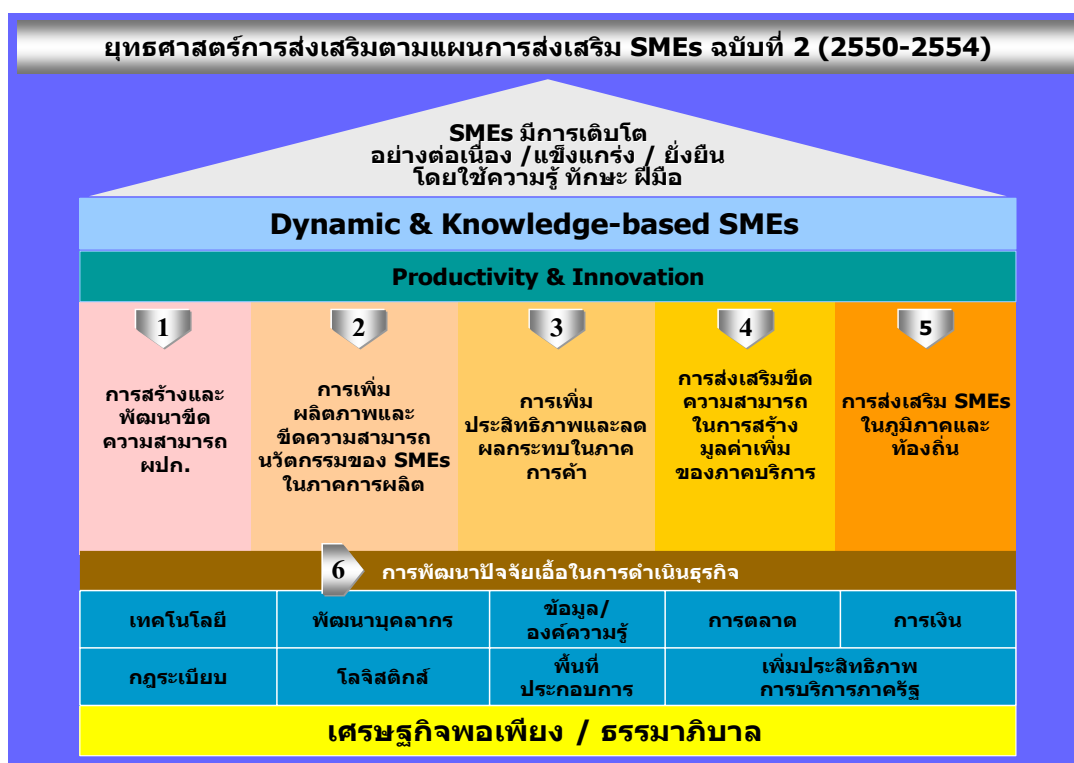 ยุทธศาสตร์การส่งเสริมตามแผนการส่งเสริม SMEs ฉบับที่ 2 (2550-2554)
SMEs มีการเติบโต
อย่างต่อเนื่อง /แข็งแกร่ง / ยั่งยืน
โดยใช้ความรู้ ทักษะ ฝีมือ
Dynamic & Knowledge-based SMEs
Productivity & Innovation
1
การสร้างและ
พัฒนาขีด
ความสามารถ
ผปก.
2
การเพิ่ม
ผลิตภาพและ
ขีดความสามารถ
นวัตกรรมของ SMEs
ในภาคการผลิต
3
การเพิ่ม
ประสิทธิภาพและลด
ผลกระทบในภาค
การค้า
4
การส่งเสริมขีด
ความสามารถ
ในการสร้าง
มูลค่าเพิ่ม
ของภาคบริการ
5
การส่งเสริม SMEs
ในภูมิภาคและ
ท้องถิ่น
6 การพัฒนาปัจจัยเอื้อในการดำเนินธุรกิจ
เทคโนโลยี
พัฒนาบุคลากร
ข้อมูล/
องค์ความรู้
การตลาด
การเงิน
กฎระเบียบ
โลจิสติกส์
พื้นที่
ประกอบการ
เพิ่มประสิทธิภาพ
การบริการภาครัฐ
เศรษฐกิจพอเพียง / ธรรมาภิบาล